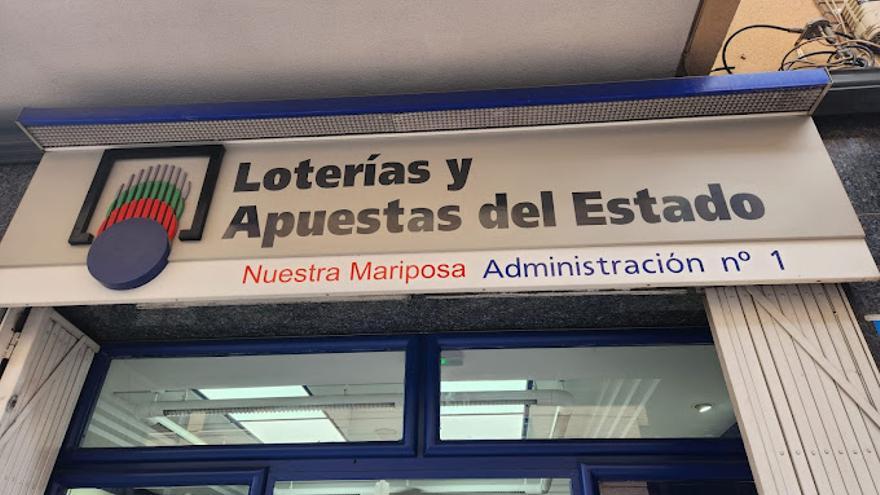 Loterías y
Apuestas del Estado
Nuestra Mariposa Administración nº 1